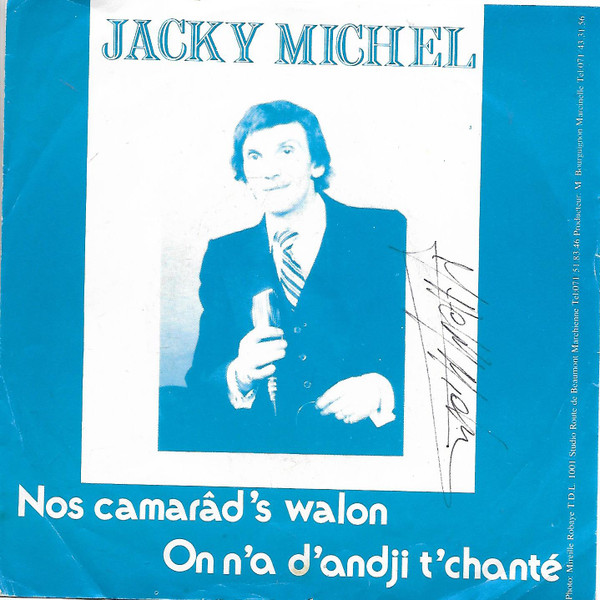 JACKY MICHEL
Nos camarâd's walon
On n'a d'andji t'chanté
Photo: Mireille Robaye T.D.L. 1001 Studio Route de Beaumont Marchienne Tel:071 51.83.46 Producteur: M. Bourguignon Marcinelle Tel:071 43.31.56